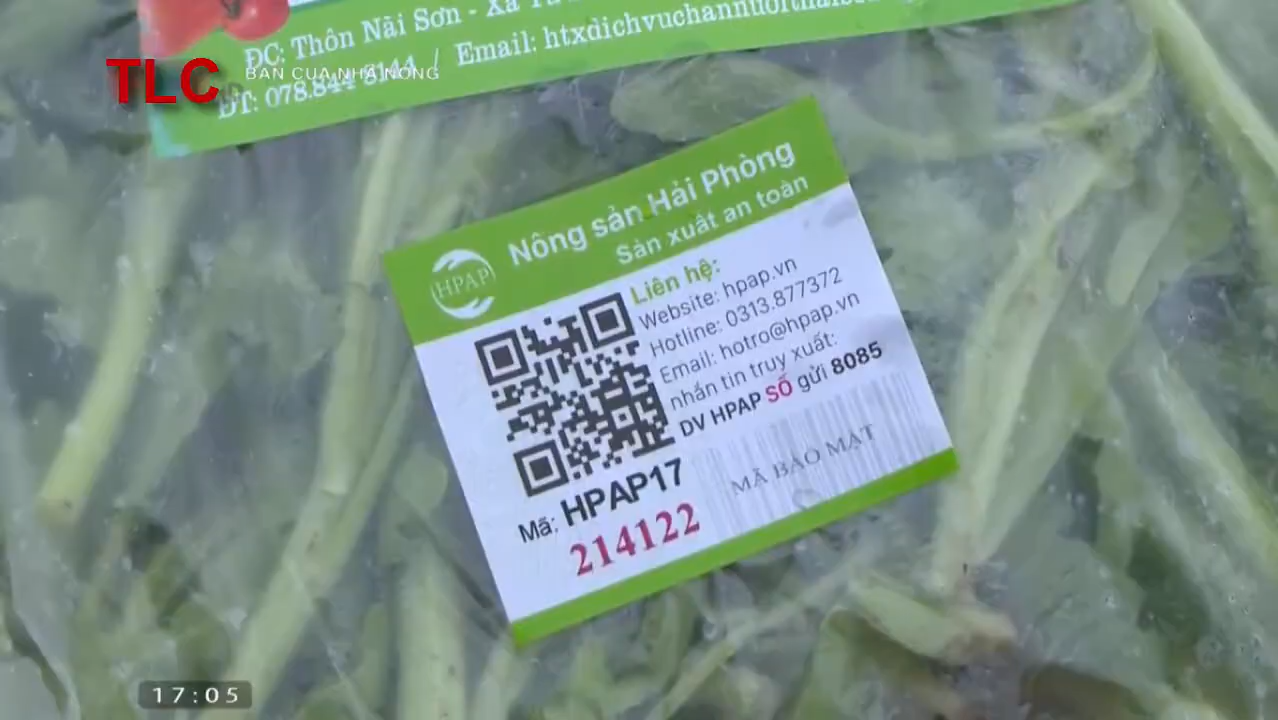 ĐC: Thôn Nãi Sơn - Xã
Email: htxdichvuchannuoi
ĐT: 078.844
TLC
BẠN CỦA NHÀ NÔNG
Nông sản Hải Phòng
Sản xuất an toàn
HPAP
Liên hệ:
Website: hpap.vn
Hotline: 0313.877372
Email: hotro@hpap.vn
nhắn tin truy xuất:
DV HPAP SỐ gửi 8085
MÃ BẢO MẬT
Mã: HPAP17
214122
17:05